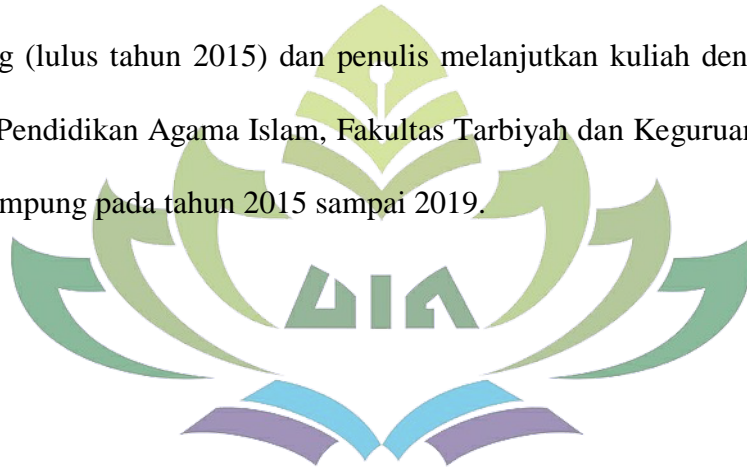 g (lulus tahun 2015) dan penulis melanjutkan kuliah den
Pendidikan Agama Islam, Fakultas Tarbiyah dan Keguruan
mpung pada tahun 2015 sampai 2019.
UIN